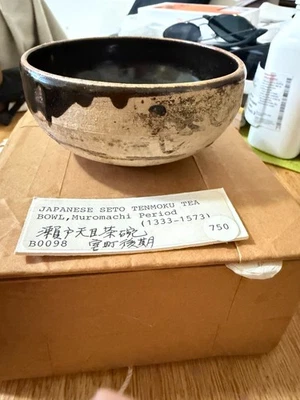 JAPANESE SETO TENMOKU TEA
BOWL, Muromachi Period
(1333-1573)
瀬戸天目茶碗 750
B0098 室町後期